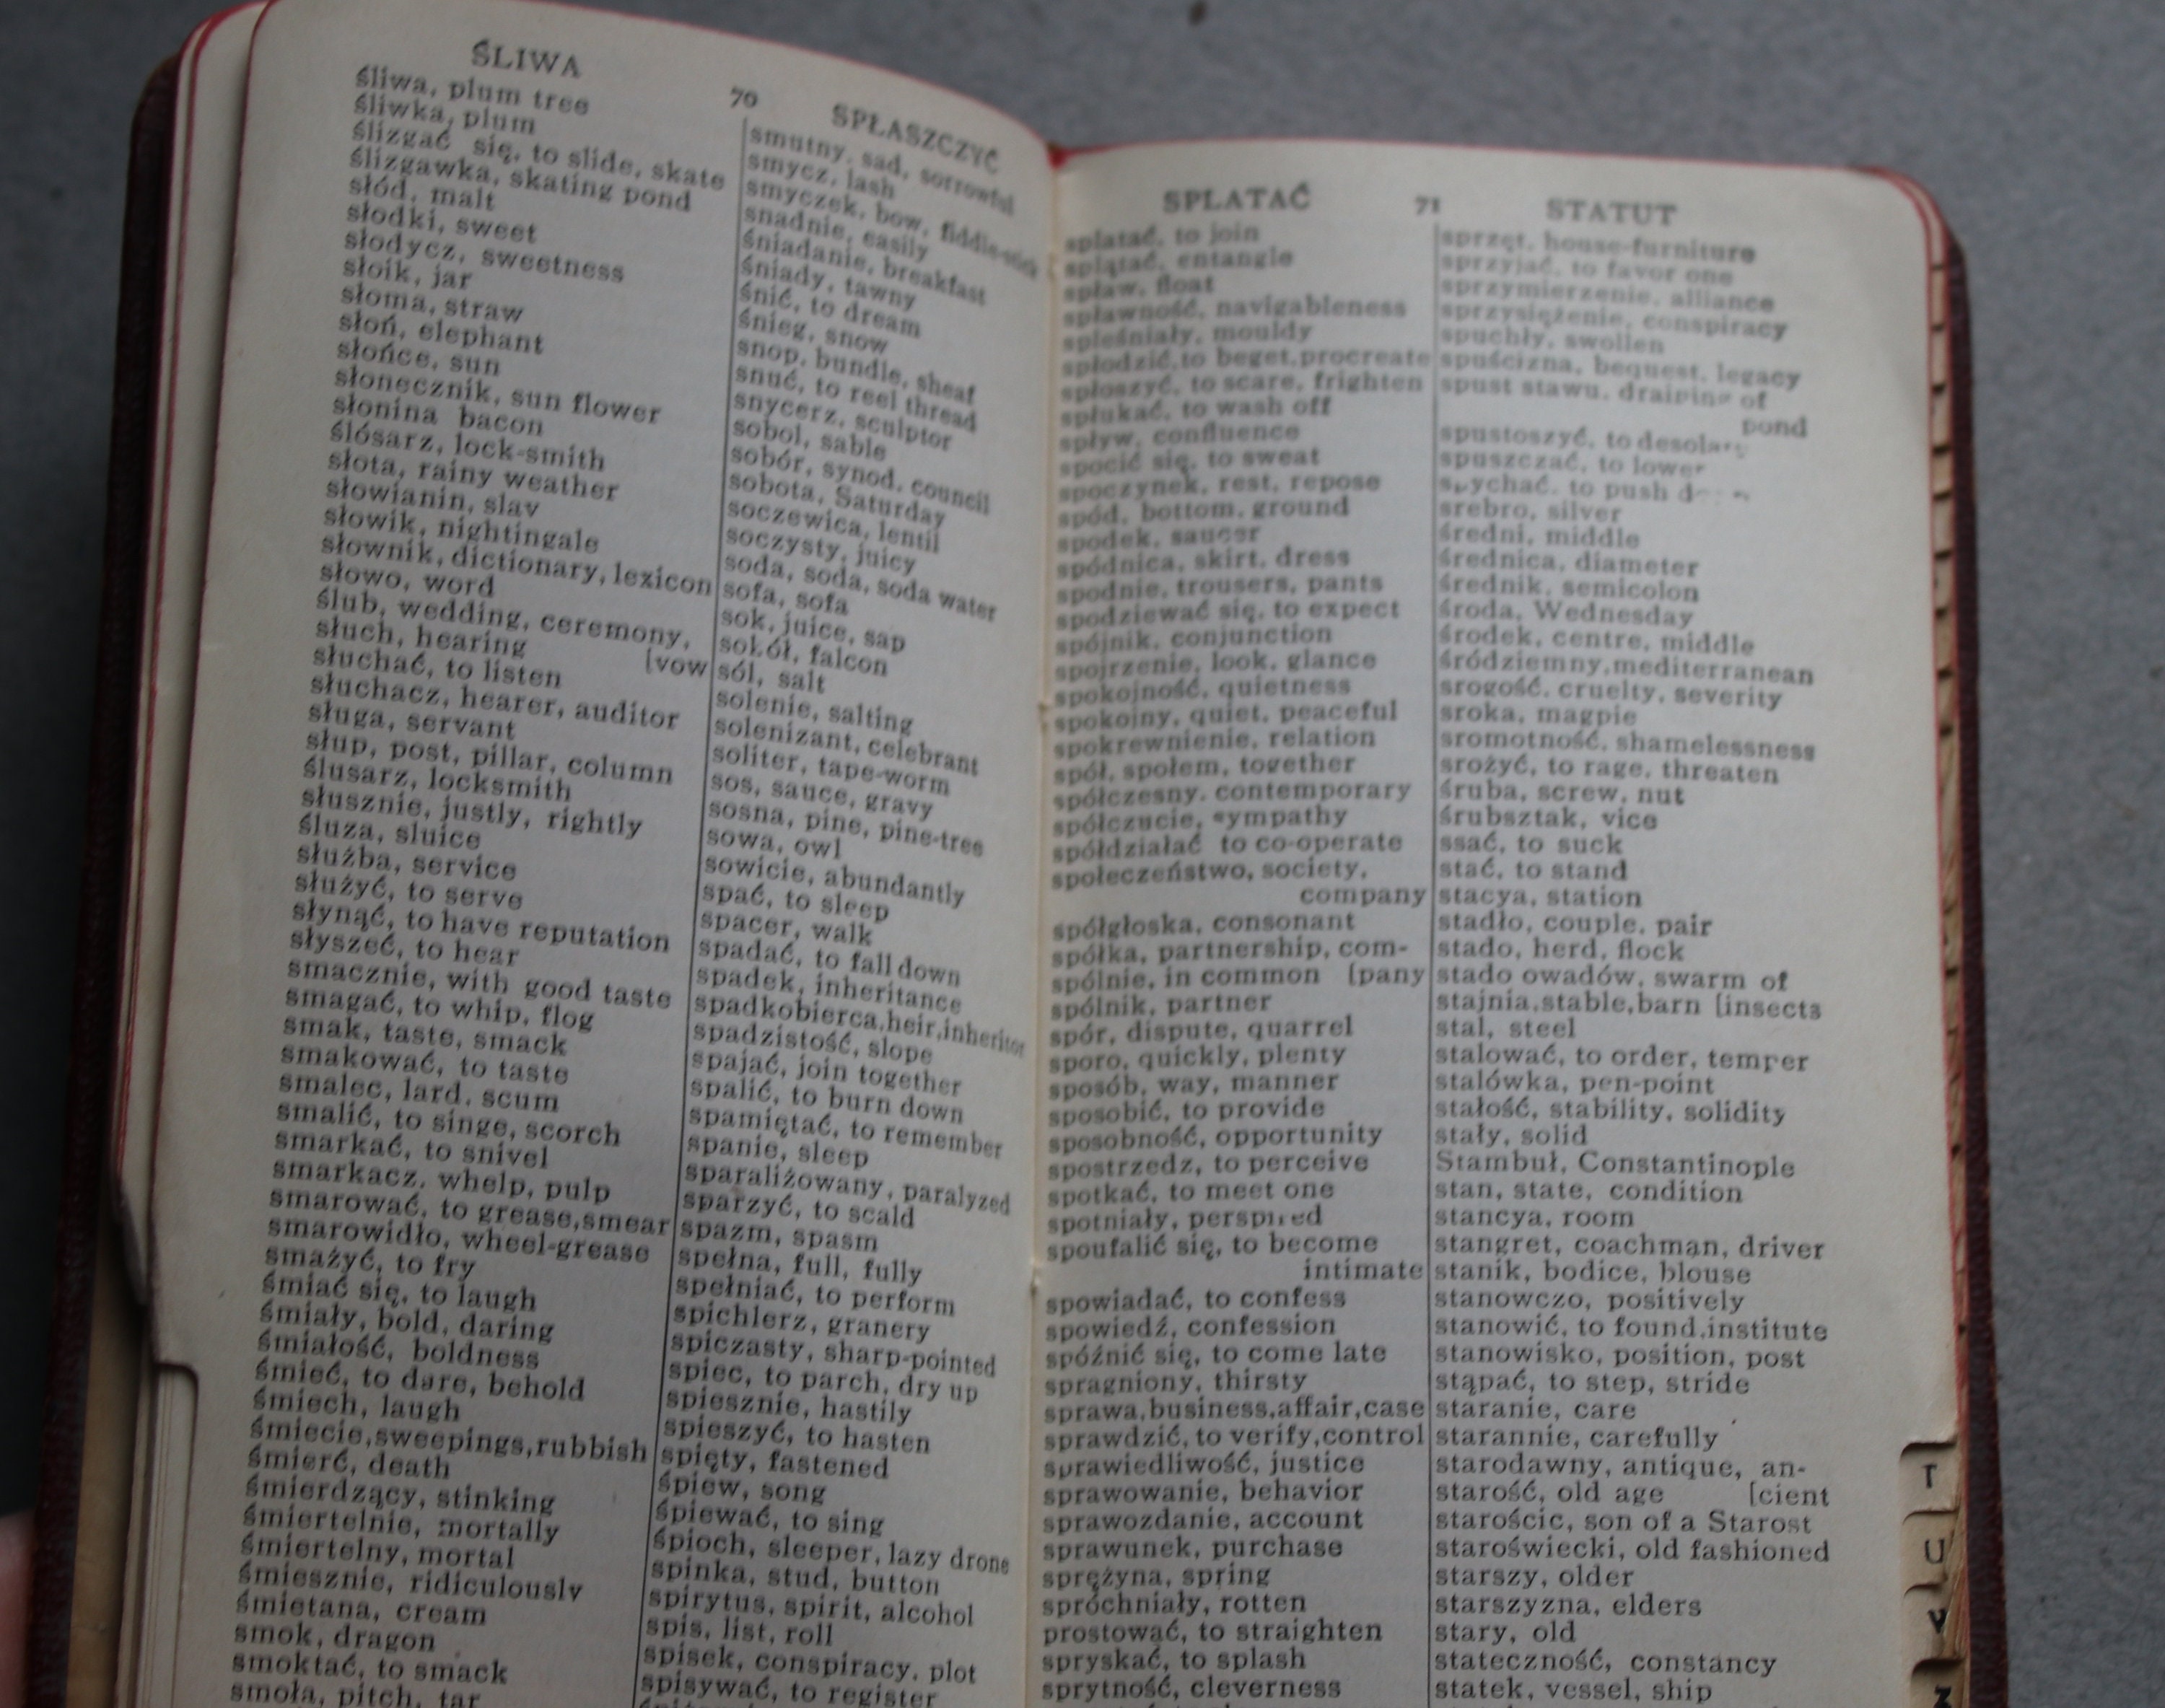 ŚLIWA
70
SPŁASZCZYĆ
śliwa, plum tree
śliwka, plum
ślizgać się, to slide, skate
ślizgawka, skating pond
słód, malt
słodki, sweet
słodycz, sweetness
słoik, jar
słoma, straw
słoń, elephant
słońce, sun
słonecznik, sun flower
słonina bacon
ślósarz, lock-smith
słota, rainy weather
słowianin, slav
słowik, nightingale
słownik, dictionary, lexicon
słowo, word
ślub, wedding, ceremony,
słuch, hearing [vow
słuchać, to listen
słuchacz, hearer, auditor
sługa, servant
słup, post, pillar, column
ślusarz, locksmith
słusznie, justly, rightly
śluza, sluice
służba, service
służyć, to serve
słynąć, to have reputation
słyszeć, to hear
smacznie, with good taste
smagać, to whip, flog
smak, taste, smack
smakować, to taste
smalec, lard, scum
smalić, to singe, scorch
smarkać, to snivel
smarkacz, whelp, pulp
smarować, to grease,smear
smarowidło, wheel-grease
smażyć, to fry
śmiać się, to laugh
śmiały, bold, daring
śmiałość, boldness
śmieć, to dare, behold
śmiech, laugh
śmiecie,sweepings,rubbish
śmierć, death
śmierdzący, stinking
śmiertelnie, mortally
śmiertelny, mortal
śmiesznie, ridiculously
śmietana, cream
smok, dragon
smoktać, to smack
smoła, pitch, tar
smutny, sad, sorrowful
smycz, lash
smyczek, bow, fiddle-stick
snadnie, easily
śniadanie, breakfast
śniady, tawny
śnić, to dream
śnieg, snow
snop, bundle, sheaf
snuć, to reel thread
snycerz, sculptor
sobol, sable
sobór, synod, council
sobota, Saturday
soczewica, lentil
soczysty, juicy
soda, soda, soda water
sofa, sofa
sok, juice, sap
sokół, falcon
sól, salt
solenie, salting
solenizant, celebrant
soliter, tape-worm
sos, sauce, gravy
sosna, pine, pine-tree
sowa, owl
sowicie, abundantly
spać, to sleep
spacer, walk
spadać, to fall down
spadek, inheritance
spadkobierca,heir,inheritor
spadzistość, slope
spajać, join together
spalić, to burn down
spamiętać, to remember
spanie, sleep
sparaliżowany, paralyzed
sparzyć, to scald
spazm, spasm
spełna, full, fully
spełniać, to perform
spichlerz, granery
spiczasty, sharp-pointed
spiec, to parch, dry up
spiesznie, hastily
spieszyć, to hasten
spięty, fastened
śpiew, song
śpiewać, to sing
śpioch, sleeper, lazy drone
spinka, stud, button
spirytus, spirit, alcohol
spis, list, roll
spisek, conspiracy, plot
spisywać, to register
SPLATAĆ
71
STATUT
splatać, to join
splątać, entangle
spław, float
spławność, navigableness
spleśniały, mouldy
spłodzić,to beget,procreate
spłoszyć, to scare, frighten
spłukać, to wash off
spływ, confluence
spocić się, to sweat
spoczynek, rest, repose
spód, bottom, ground
spodek, saucer
spódnica, skirt, dress
spodnie, trousers, pants
spodziewać się, to expect
spójnik, conjunction
spojrzenie, look, glance
spokojność, quietness
spokojny, quiet, peaceful
spokrewnienie, relation
spół, społem, together
spółczesny, contemporary
spółczucie, sympathy
spółdziałać to co-operate
społeczeństwo, society,
company
spółgłoska, consonant
spółka, partnership, com-
spólnie, in common [pany
spólnik, partner
spór, dispute, quarrel
sporo, quickly, plenty
sposób, way, manner
sposobić, to provide
sposobność, opportunity
spostrzedz, to perceive
spotkać, to meet one
spotniały, perspired
spoufalić się, to become
intimate
spowiadać, to confess
spowiedź, confession
spóźnić się, to come late
spragniony, thirsty
sprawa,business,affair,case
sprawdzić, to verify,control
sprawiedliwość, justice
sprawowanie, behavior
sprawozdanie, account
sprawunek, purchase
sprężyna, spring
spróchniały, rotten
prostować, to straighten
spryskać, to splash
sprytność, cleverness
sprzęt, house-furniture
sprzyjać, to favor one
sprzymierzenie, alliance
sprzysiężenie, conspiracy
spuchły, swollen
spuścizna, bequest, legacy
spust stawu, draining of
pond
spustoszyć, to
spuszczać, to lower
spychać, to push
srebro, silver
średni, middle
średnica, diameter
średnik, semicolon
środa, Wednesday
środek, centre, middle
śródziemny,mediterranean
srogość, cruelty, severity
sroka, magpie
sromotność, shamelessness
srożyć, to rage, threaten
śruba, screw, nut
śrubsztak, vice
ssać, to suck
stać, to stand
stacya, station
stadło, couple, pair
stado, herd, flock
stado owadów, swarm of
stajnia,stable,barn [insects
stal, steel
stalować, to order, temper
stalówka, pen-point
stałość, stability, solidity
stały, solid
Stambuł, Constantinople
stan, state, condition
stancya, room
stangret, coachman, driver
stanik, bodice, blouse
stanowczo, positively
stanowić, to found,institute
stanowisko, position, post
stąpać, to step, stride
staranie, care
starannie, carefully
starodawny, antique, an-
starość, old age [cient
starościc, son of a Starost
staroświecki, old fashioned
starszy, older
starszyzna, elders
stary, old
stateczność, constancy
statek, vessel, ship
T
U